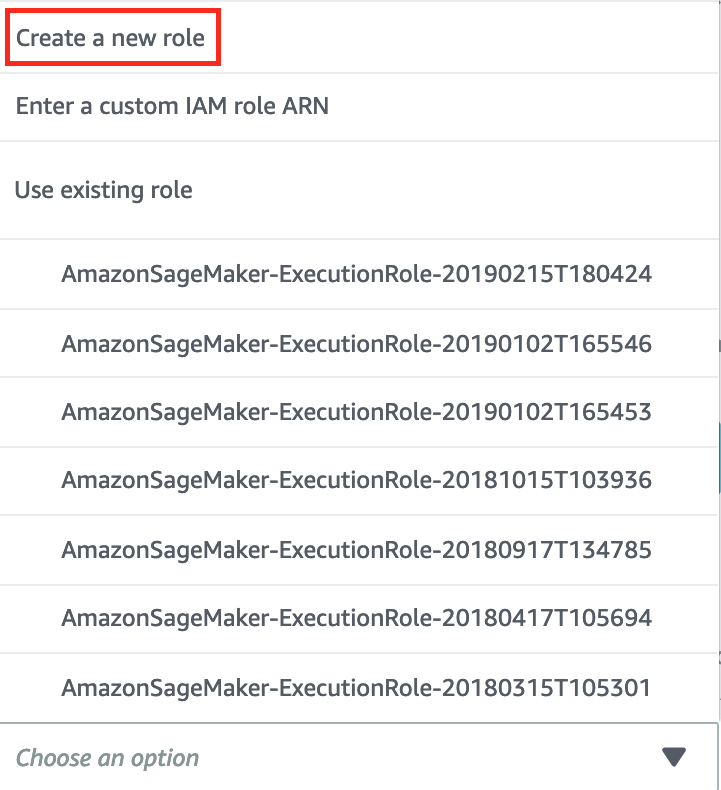 Create a new role
Enter a custom IAM role ARN
Use existing role
AmazonSageMaker-ExecutionRole-20190215T180424
AmazonSageMaker-ExecutionRole-20190102T165546
AmazonSageMaker-ExecutionRole-20190102T165453
AmazonSageMaker-ExecutionRole-20181015T103936
AmazonSageMaker-ExecutionRole-20180917T134785
AmazonSageMaker-ExecutionRole-20180417T105694
AmazonSageMaker-ExecutionRole-20180315T105301
Choose an option